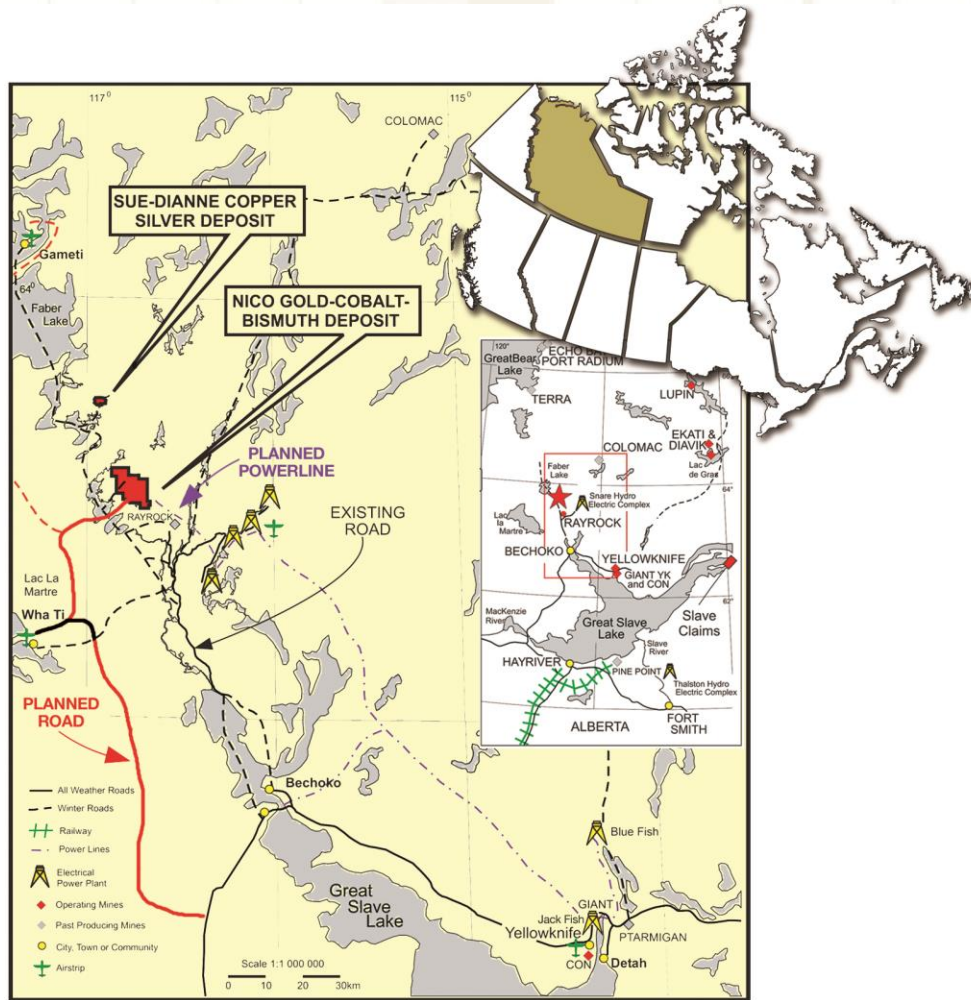 117⁰
115
COLOMAC
SUE-DIANNE COPPER
SILVER DEPOSIT
Gameti
64⁰
Faber
Lake
NICO GOLD-COBALT-
BISMUTH DEPOSIT
PLANNED
POWERLINE
RAYROCK
EXISTING
ROAD
Lac La
Martre
Wha Ti
PLANNED
ROAD
Bechoko
All Weather Roads
Winter Roads
Railway
Power Lines
Electrical
Power Plant
Operating Mines
Past Producing Mines
City, Town or Community
Airstrip
Great
Slave
Lake
Scale 1:1 000 000
0 10 20 30km
Blue Fish
GIANT
Jack Fish
Yellowknife
CON
PTARMIGAN
Detah
120°
GreatBear
Lake
ECHO BA
PORT RADIUM
TERRA
LUPIN
COLOMAC
EKATI &
DIAVIK
Lac
de Gras
Faber
Lake
64
Snare Hydro
Electric Complex
RAYROCK
Lac
la
Martre
BECHOKO
YELLOWKNIFE
GIANT YK
and CON
62
MacKenzie
River
Great Slave
Lake
Slave
Claims
Slave
River
HAYRIVER
PINE POINT
Thalston Hydro
Electric Complex
ALBERTA
FORT
SMITH